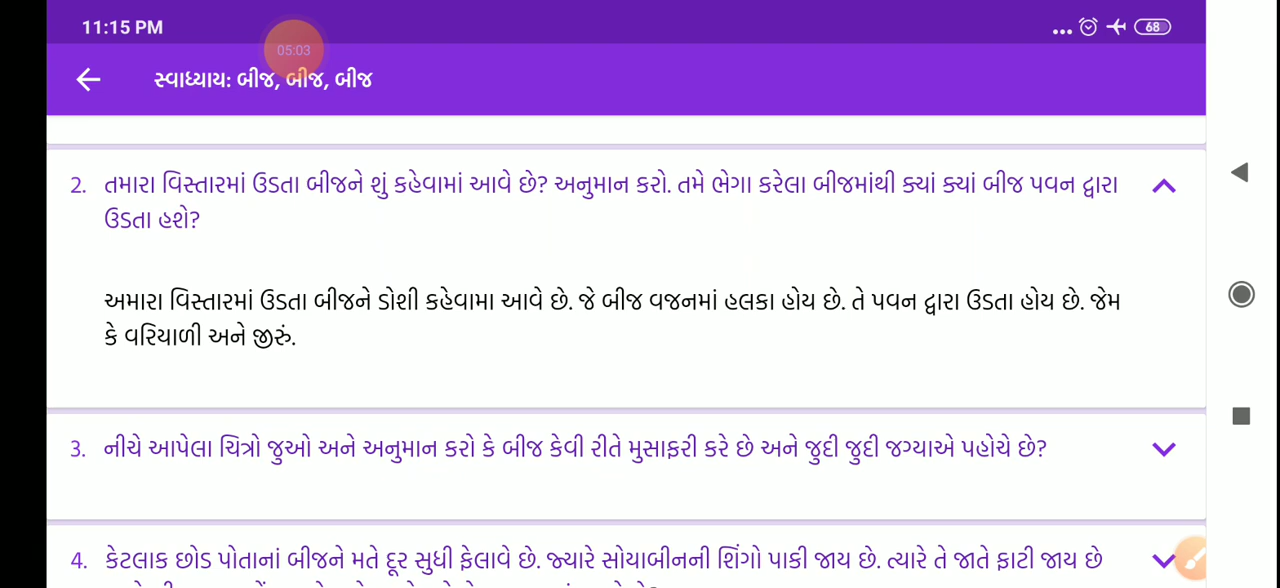 11:15 PM
68
05:03
સ્વાધ્યાય: બીજ, બીજ, બીજ
2. તમારા વિસ્તારમાં ઉડતા બીજને શું કહેવામાં આવે છે? અનુમાન કરો. તમે ભેગા કરેલા બીજમાંથી ક્યાં ક્યાં બીજ પવન દ્વારા
ઉડતા હશે?
અમારા વિસ્તારમાં ઉડતા બીજને ડોશી કહેવામા આવે છે. જે બીજ વજનમાં હલકા હોય છે. તે પવન દ્વારા ઉડતા હોય છે. જેમ
કે વરિયાળી અને જીરું.
3. નીચે આપેલા ચિત્રો જુઓ અને અનુમાન કરો કે બીજ કેવી રીતે મુસાફરી કરે છે અને જુદી જુદી જગ્યાએ પહોચે છે?
4. કેટલાક છોડ પોતાનાં બીજને મતે દૂર સુધી ફેલાવે છે. જ્યારે સોયાબીનની શિંગો પાકી જાય છે. ત્યારે તે જાતે ફાટી જાય છે